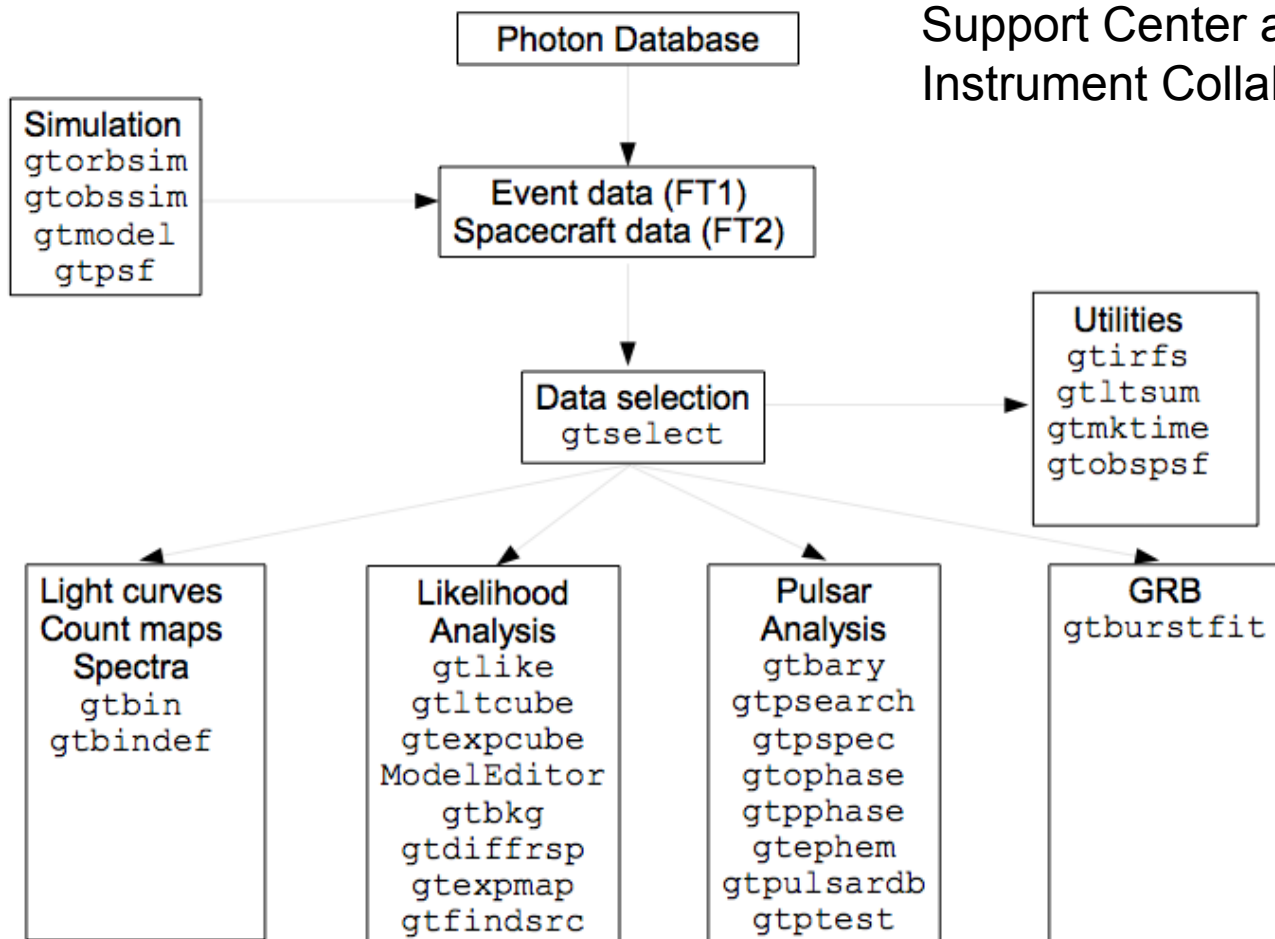 Support Center a
Instrument Colla
Photon Database
Simulation
gtorbsim
gtobssim
gtmodel
gtpsf
Event data (FT1)
Spacecraft data (FT2)
Data selection
gtselect
Utilities
gtirfs
gtltsum
gtmktime
gtobspsf
Light curves
Count maps
Spectra
gtbin
gtbindef
Likelihood
Analysis
gtlike
gtltcube
gtexpcube
ModelEditor
gtbkg
gtdiffrsp
gtexpmap
gtfindsrc
Pulsar
Analysis
gtbary
gtpsearch
gtpspec
gtophase
gtpphase
gtephem
gtpulsardb
gtptest
GRB
gtburstfit